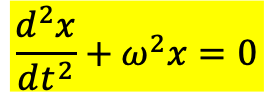 d²x/dt² + ω²x = 0